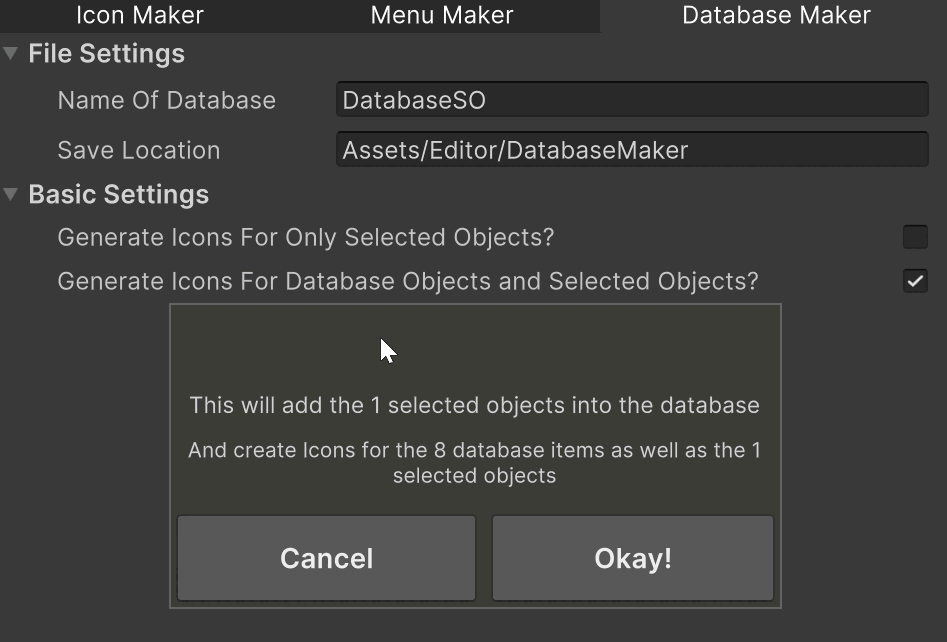 Icon Maker Menu Maker Database Maker
File Settings
Name Of Database DatabaseSO
Save Location Assets/Editor/DatabaseMaker
Basic Settings
Generate Icons For Only Selected Objects?
Generate Icons For Database Objects and Selected Objects?
This will add the 1 selected objects into the database
And create Icons for the 8 database items as well as the 1
selected objects
Cancel Okay!